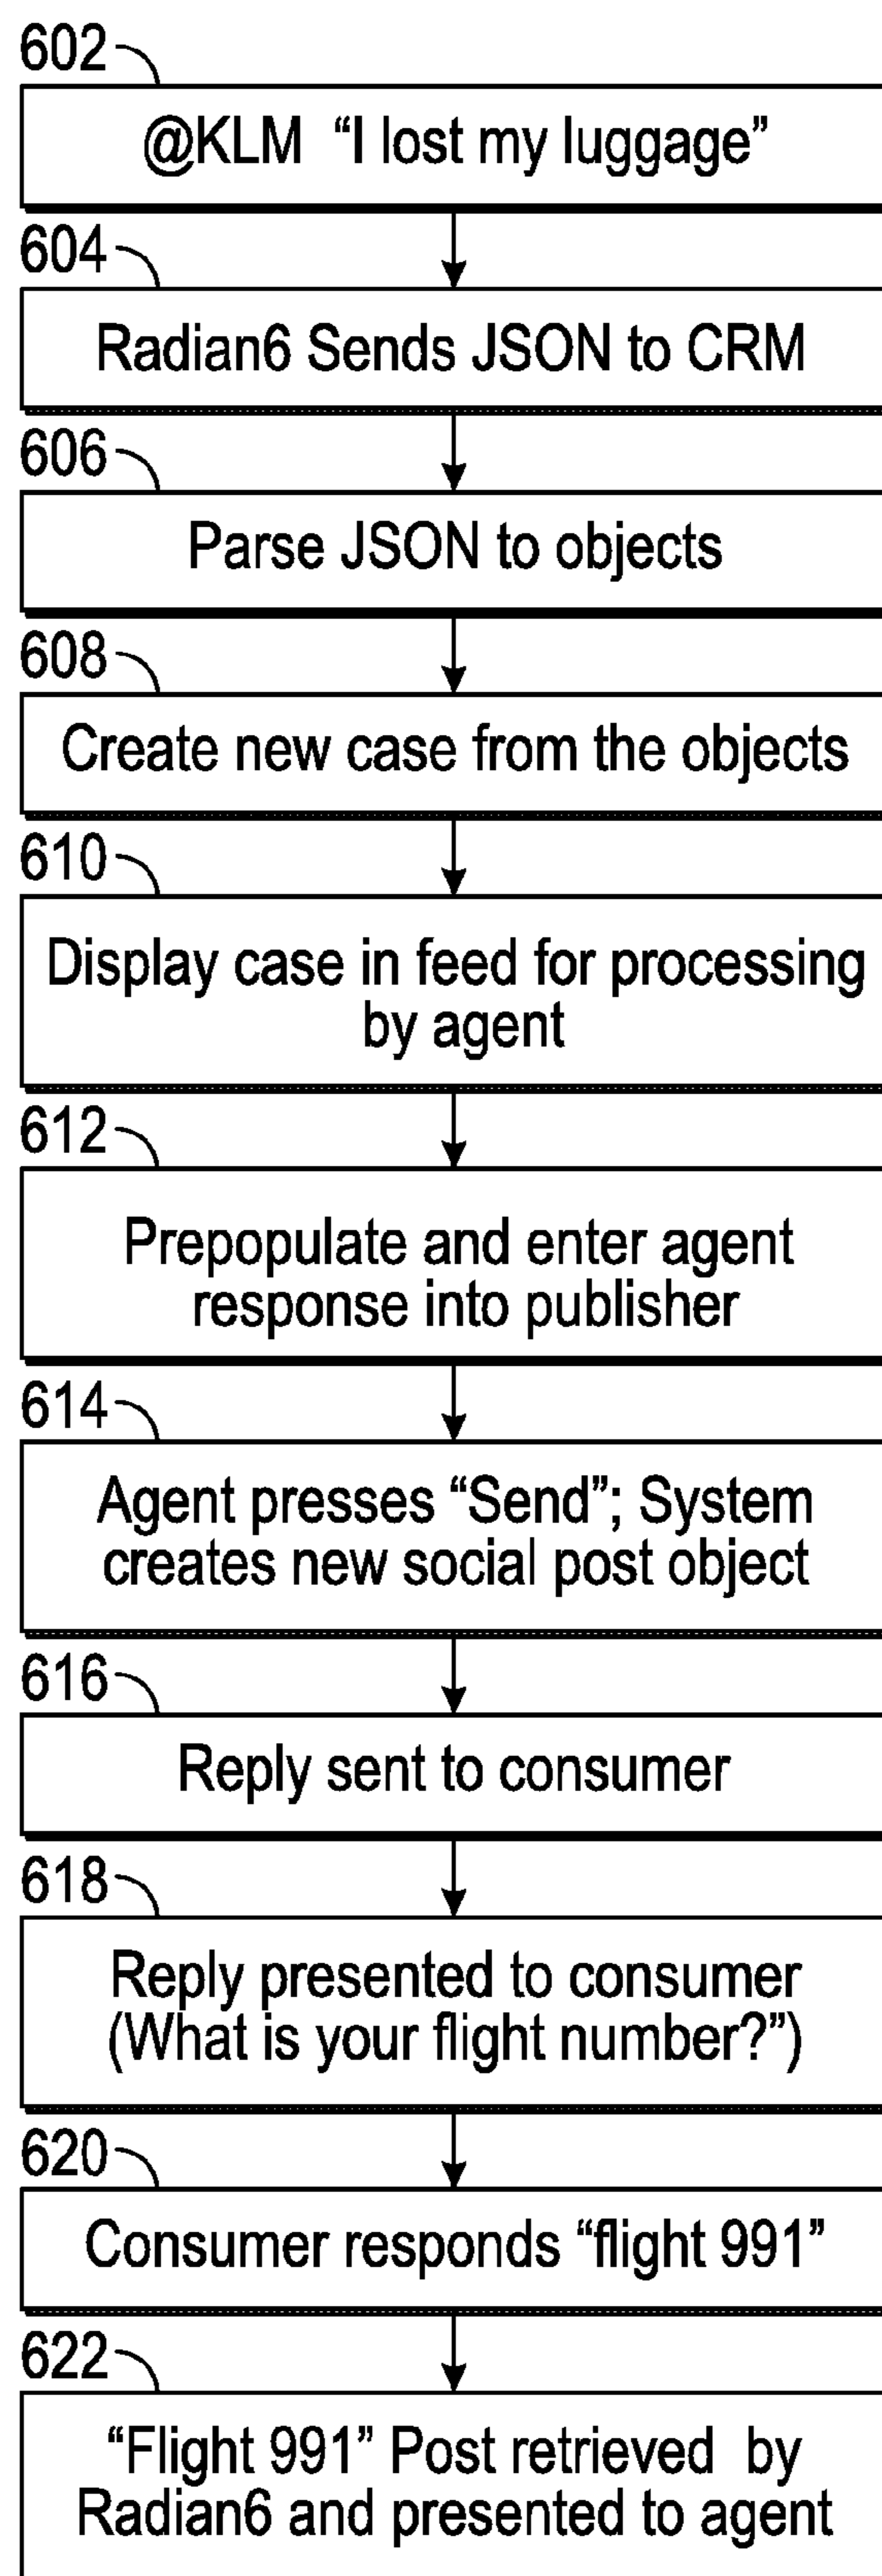 602
@KLM “I lost my luggage”
604
Radian6 Sends JSON to CRM
606
Parse JSON to objects
608
Create new case from the objects
610
Display case in feed for processing
by agent
612
Prepopulate and enter agent
response into publisher
614
Agent presses “Send”; System
creates new social post object
616
Reply sent to consumer
618
Reply presented to consumer
(What is your flight number?”)
620
Consumer responds “flight 991”
622
“Flight 991” Post retrieved by
Radian6 and presented to agent